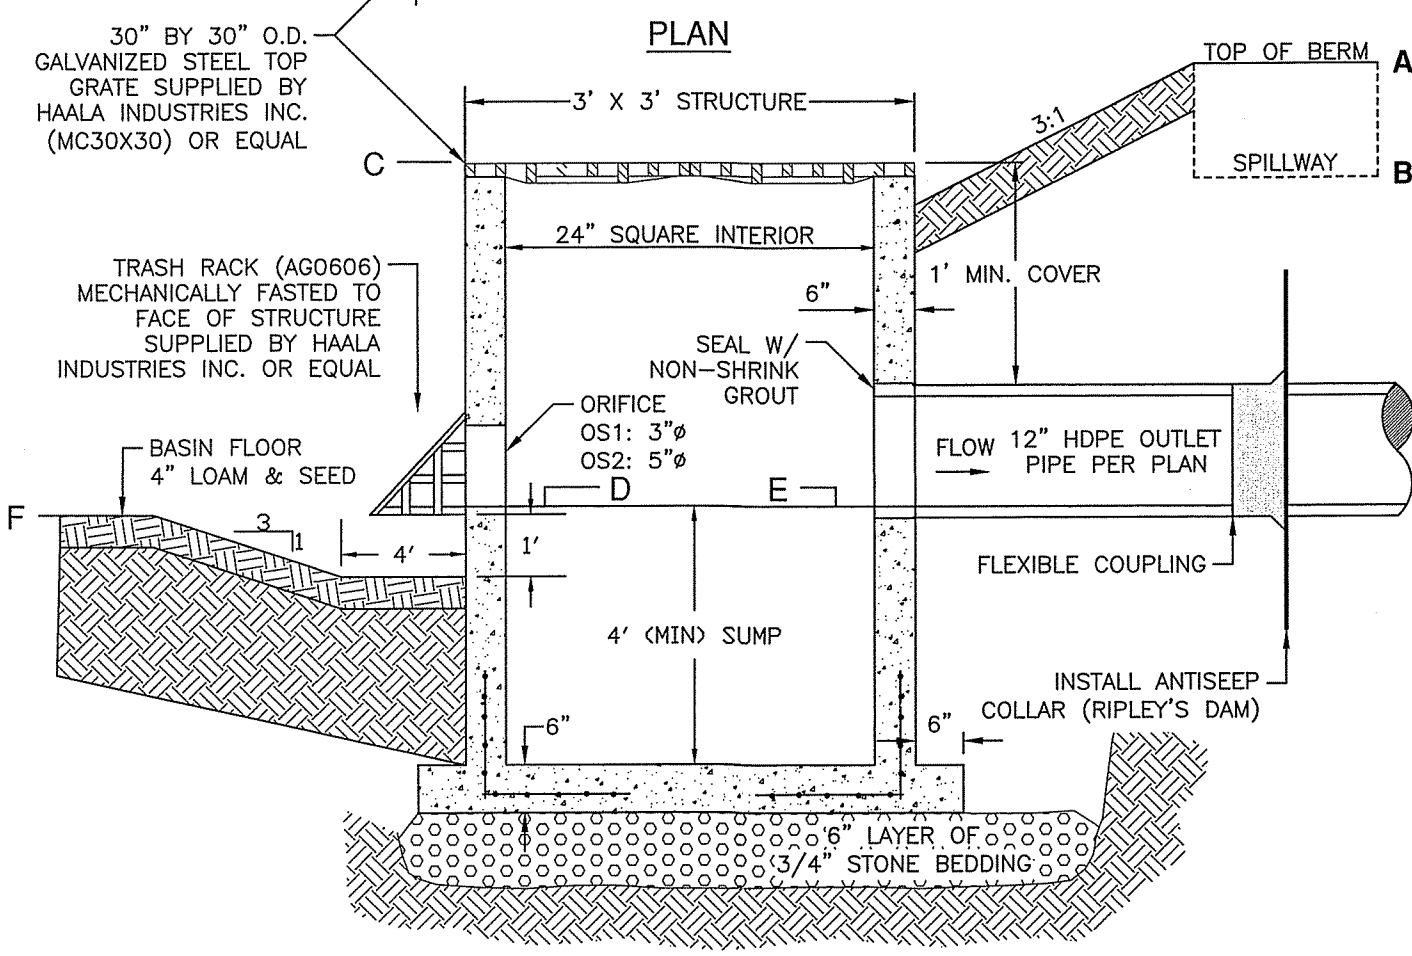 PLAN
30" BY 30" O.D.
GALVANIZED STEEL TOP
GRATE SUPPLIED BY
HAALA INDUSTRIES INC.
(MC30X30) OR EQUAL
TOP OF BERM
A
3' X 3' STRUCTURE
3:1
C
SPILLWAY
B
24" SQUARE INTERIOR
TRASH RACK (AG0606)
MECHANICALLY FASTED TO
FACE OF STRUCTURE
SUPPLIED BY HAALA
INDUSTRIES INC. OR EQUAL
1' MIN. COVER
6"
SEAL W/
NON-SHRINK
GROUT
ORIFICE
OS1: 3"ø
OS2: 5"ø
BASIN FLOOR
4" LOAM & SEED
FLOW
12" HDPE OUTLET
PIPE PER PLAN
D
E
F
3
1
4'
1'
FLEXIBLE COUPLING
4' (MIN) SUMP
INSTALL ANTISEEP
COLLAR (RIPLEY'S DAM)
6"
6"
6" LAYER OF
3/4" STONE BEDDING